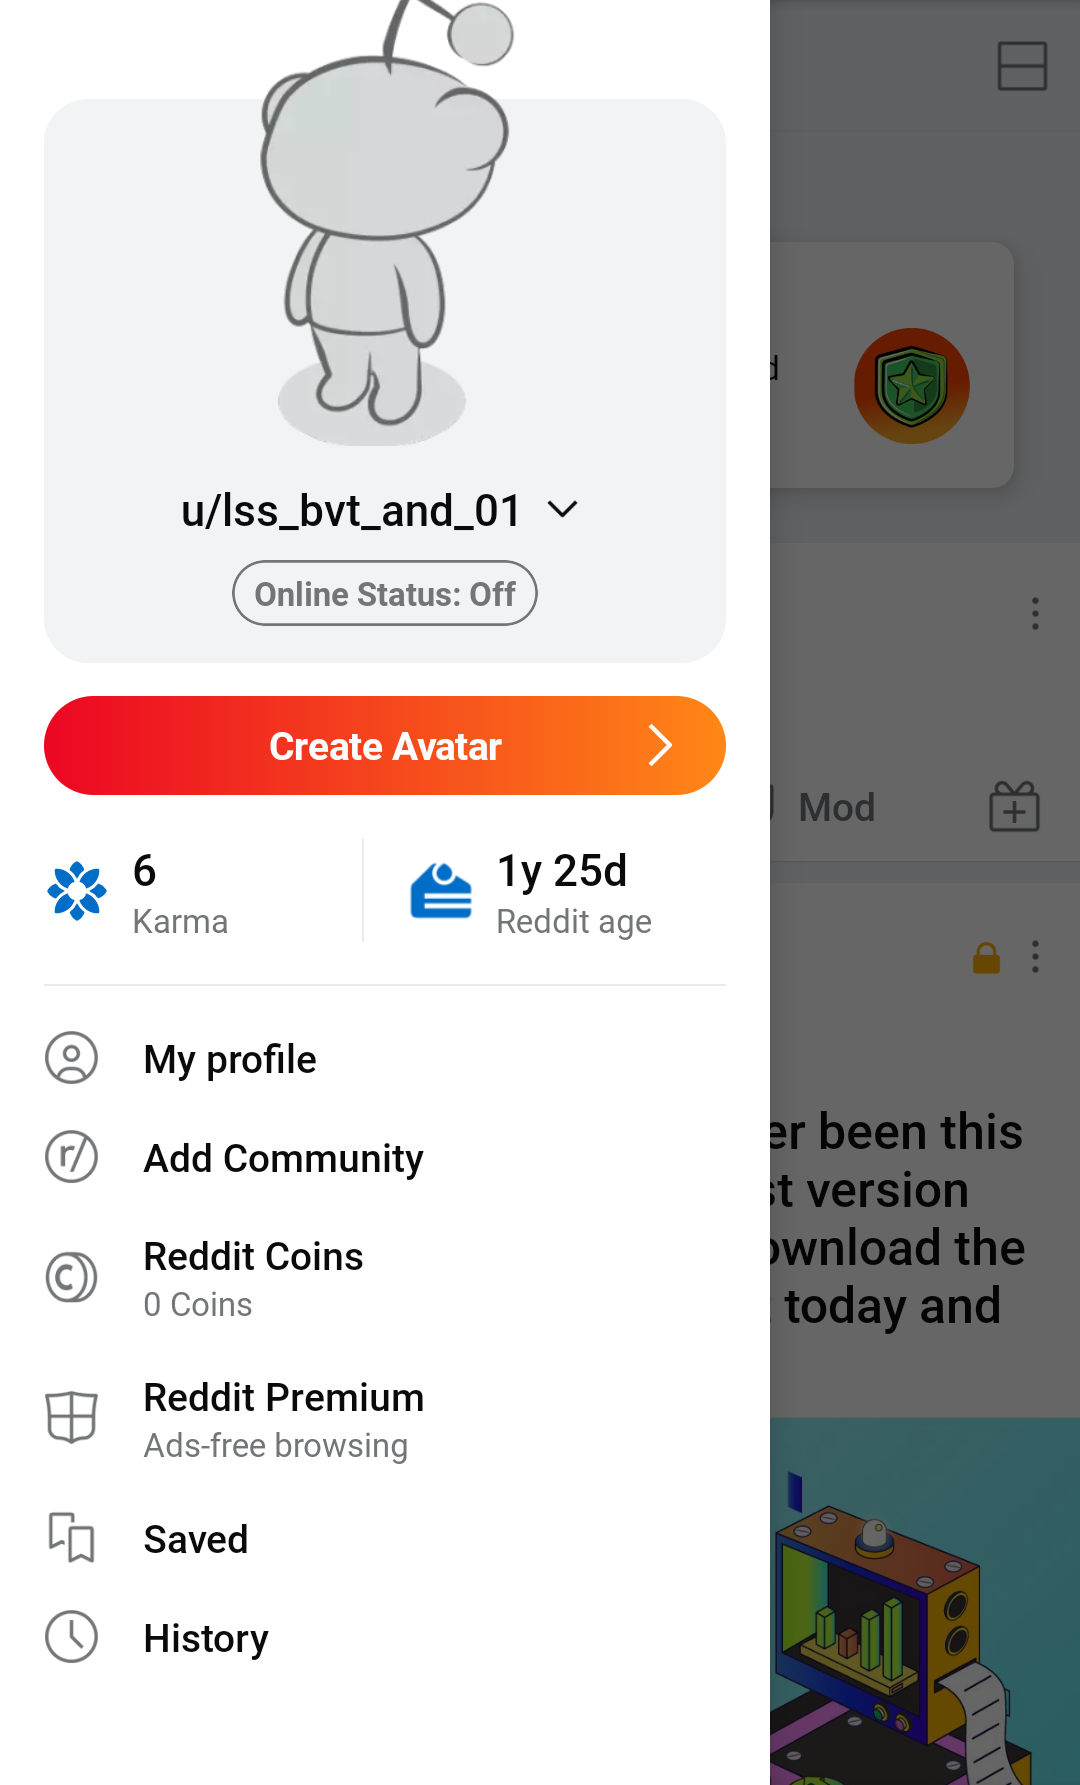 u/lss_bvt_and_01
Online Status: Off
Create Avatar
6
Karma
1y 25d
Reddit age
My profile
r/
Add Community
Reddit Coins
0 Coins
Reddit Premium
Ads-free browsing
Saved
History
d
Mod
er been this
st version
ownload the
today and